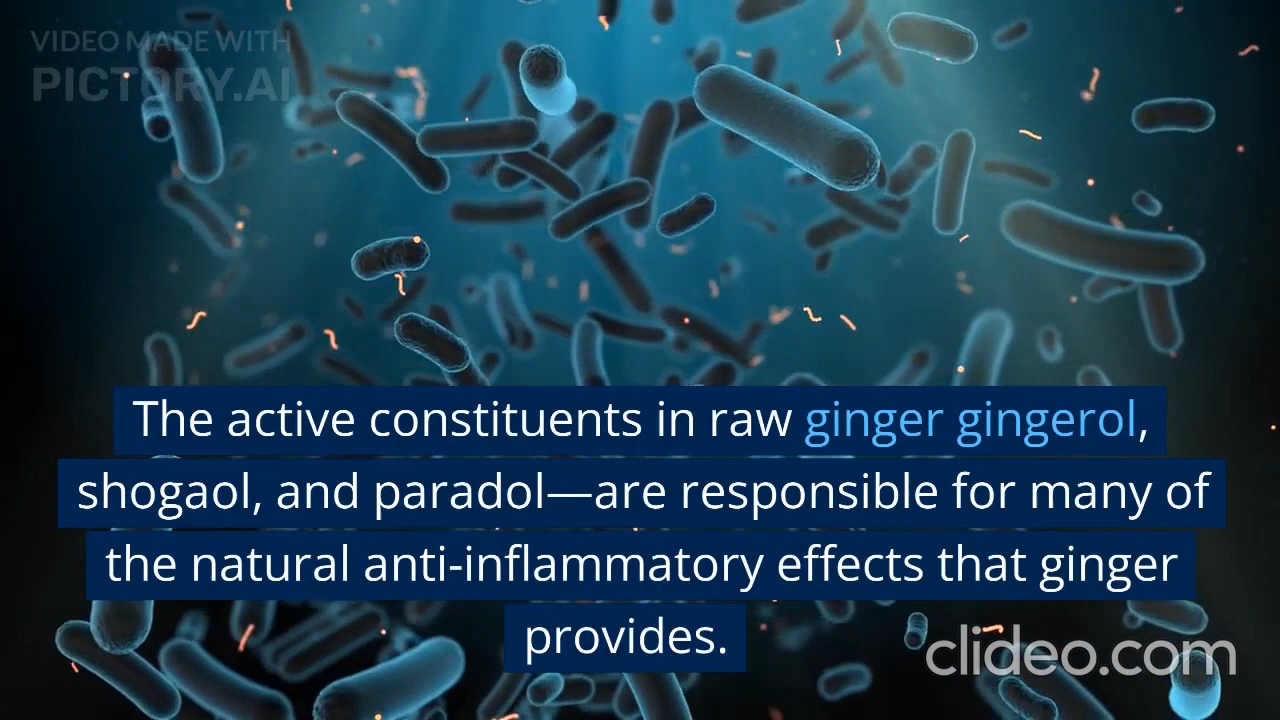 VIDEO MADE WITH
PICTORY.AI
The active constituents in raw ginger gingerol,
shogaol, and paradol—are responsible for many of
the natural anti-inflammatory effects that ginger
provides.
clideo.com